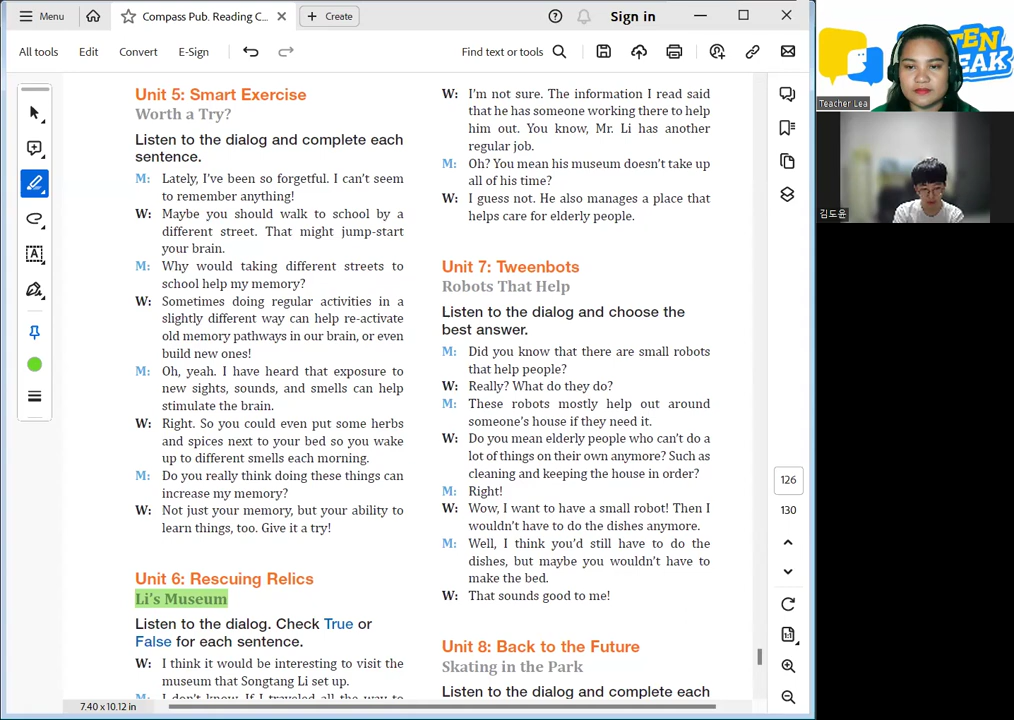 Menu
Compass Pub. Reading C...
Create
Sign in
All tools
Edit
Convert
E-Sign
Find text or tools
Unit 5: Smart Exercise
Worth a Try?
Listen to the dialog and complete each
sentence.
M: Lately, I've been so forgetful. I can't seem
to remember anything!
W: Maybe you should walk to school by a
different street. That might jump-start
your brain.
M: Why would taking different streets to
school help my memory?
W: Sometimes doing regular activities in a
slightly different way can help re-activate
old memory pathways in our brain, or even
build new ones!
M: Oh, yeah. I have heard that exposure to
new sights, sounds, and smells can help
stimulate the brain.
W: Right. So you could even put some herbs
and spices next to your bed so you wake
up to different smells each morning.
M: Do you really think doing these things can
increase my memory?
W: Not just your memory, but your ability to
learn things, too. Give it a try!
Unit 6: Rescuing Relics
Li's Museum
Listen to the dialog. Check True or
False for each sentence.
W: I think it would be interesting to visit the
museum that Songtang Li set up.
M: I don't know. If I traveled all the way to
W: I'm not sure. The information I read said
that he has someone working there to help
him out. You know, Mr. Li has another
regular job.
M: Oh? You mean his museum doesn't take up
all of his time?
W: I guess not. He also manages a place that
helps care for elderly people.
Unit 7: Tweenbots
Robots That Help
Listen to the dialog and choose the
best answer.
M: Did you know that there are small robots
that help people?
W: Really? What do they do?
M: These robots mostly help out around
someone's house if they need it.
W: Do you mean elderly people who can't do a
lot of things on their own anymore? Such as
cleaning and keeping the house in order?
M: Right!
W: Wow, I want to have a small robot! Then I
wouldn't have to do the dishes anymore.
M: Well, I think you'd still have to do the
dishes, but maybe you wouldn't have to
make the bed.
W: That sounds good to me!
Unit 8: Back to the Future
Skating in the Park
Listen to the dialog and complete each
126
130
7.40 x 10.12 in
Teacher Lea
김도윤